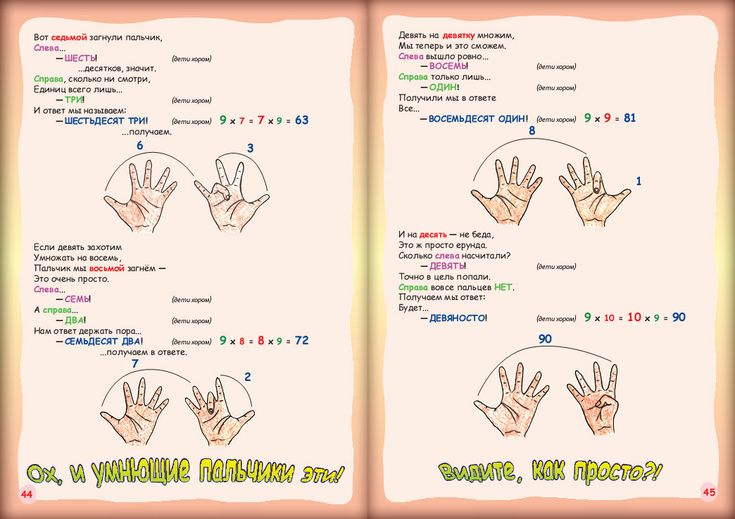 Вот седьмой загнули пальчик,
Слева...
— ШЕСТЬ! (дети хором)
...десятков, значит.
Справа, сколько ни смотри,
Единиц всего лишь...
— ТРИ! (дети хором)
И ответ мы называем:
— ШЕСТЬДЕСЯТ ТРИ! (дети хором) 9 x 7 = 7 x 9 = 63
...получаем.
6 3
Если девять захотим
Умножать на восемь,
Пальчик мы восьмой загнём —
Это очень просто.
Слева...
— СЕМЬ! (дети хором)
А справа...
— ДВА! (дети хором)
Нам ответ держать пора...
— СЕМЬДЕСЯТ ДВА! (дети хором) 9 x 8 = 8 x 9 = 72
...получаем в ответе.
7 2
Ох, и умнющие пальчики эти!
44
Девять на девятку множим,
Мы теперь и это сможем.
Слева вышло ровно...
— ВОСЕМЬ! (дети хором)
Справа только лишь...
— ОДИН! (дети хором)
Получили мы в ответе
Все...
— ВОСЕМЬДЕСЯТ ОДИН! (дети хором) 9 x 9 = 81
8 1
И на десять — не беда,
Это ж просто ерунда.
Сколько слева насчитали?
— ДЕВЯТЬ! (дети хором)
Точно в цель попали.
Справа вовсе пальцев НЕТ.
Получаем мы ответ:
Будет...
— ДЕВЯНОСТО! (дети хором) 9 x 10 = 10 x 9 = 90
90
Видите, как просто?!
45